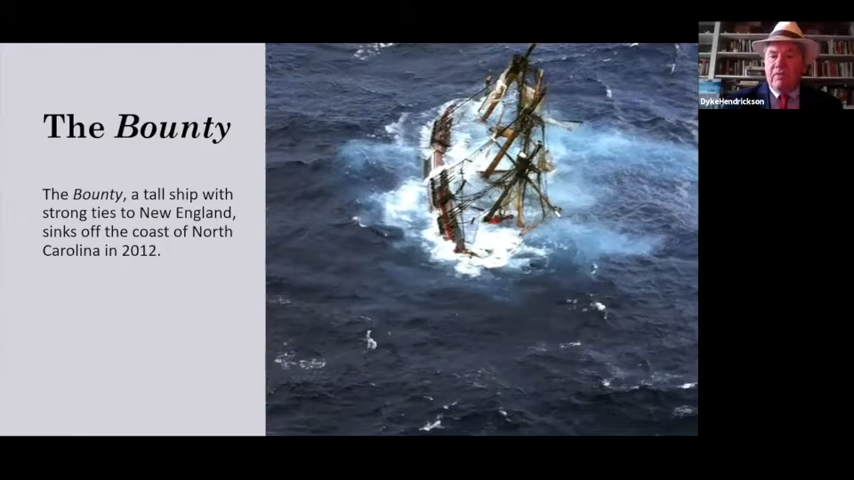 The Bounty
The Bounty, a tall ship with
strong ties to New England,
sinks off the coast of North
Carolina in 2012.
DykeHendrickson